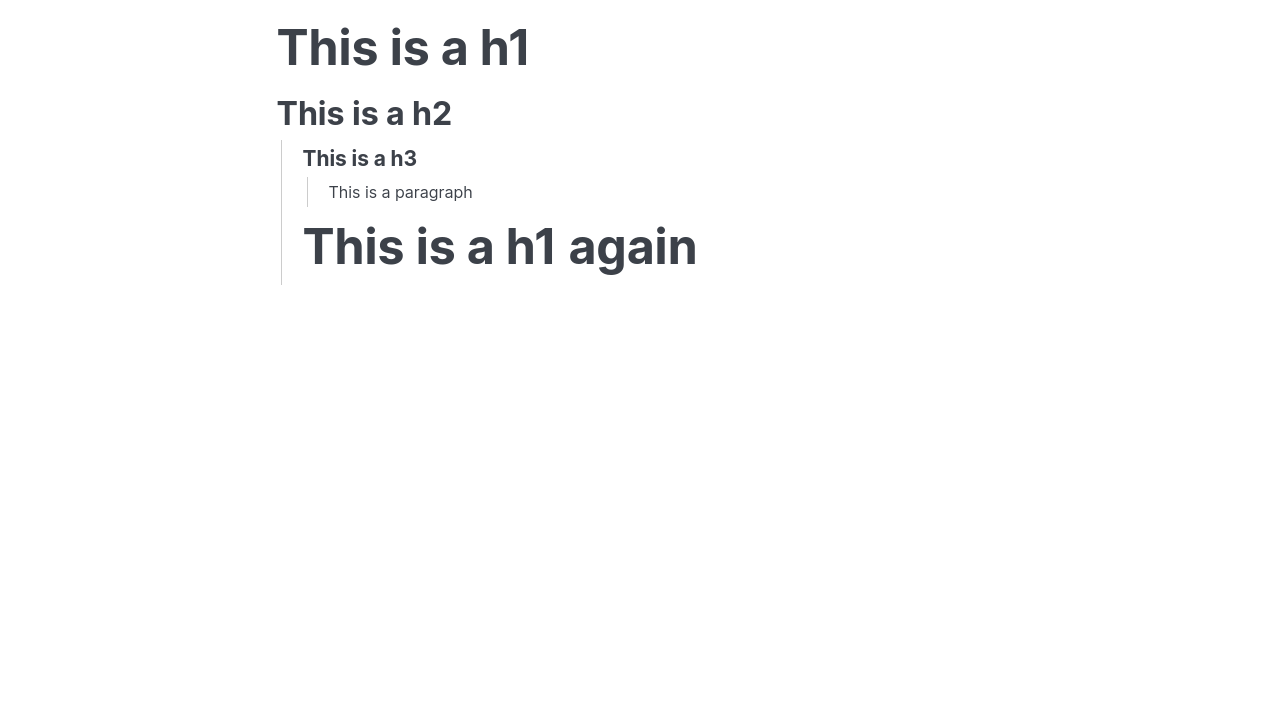 This is a h1
This is a h2
This is a h3
This is a paragraph
This is a h1 again